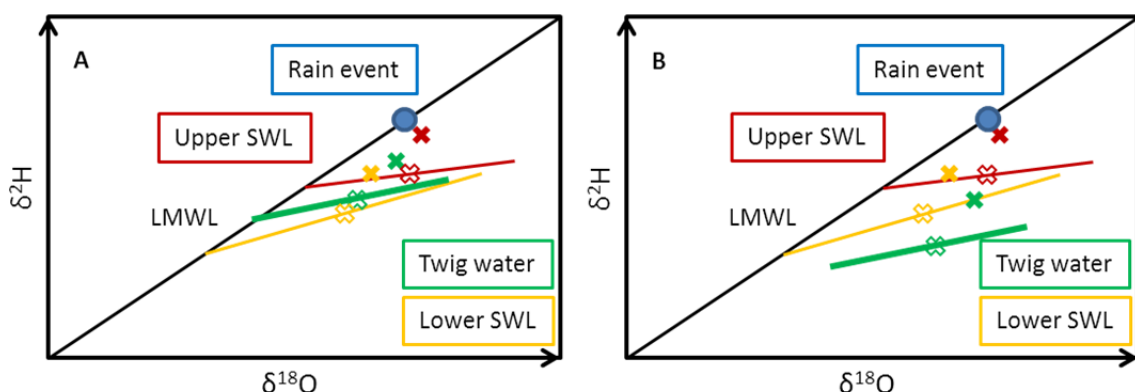 A
Rain event
Upper SWL
δ²H
LMWL
Twig water
Lower SWL
δ¹⁸O
B
Rain event
Upper SWL
δ²H
LMWL
Twig water
Lower SWL
δ¹⁸O